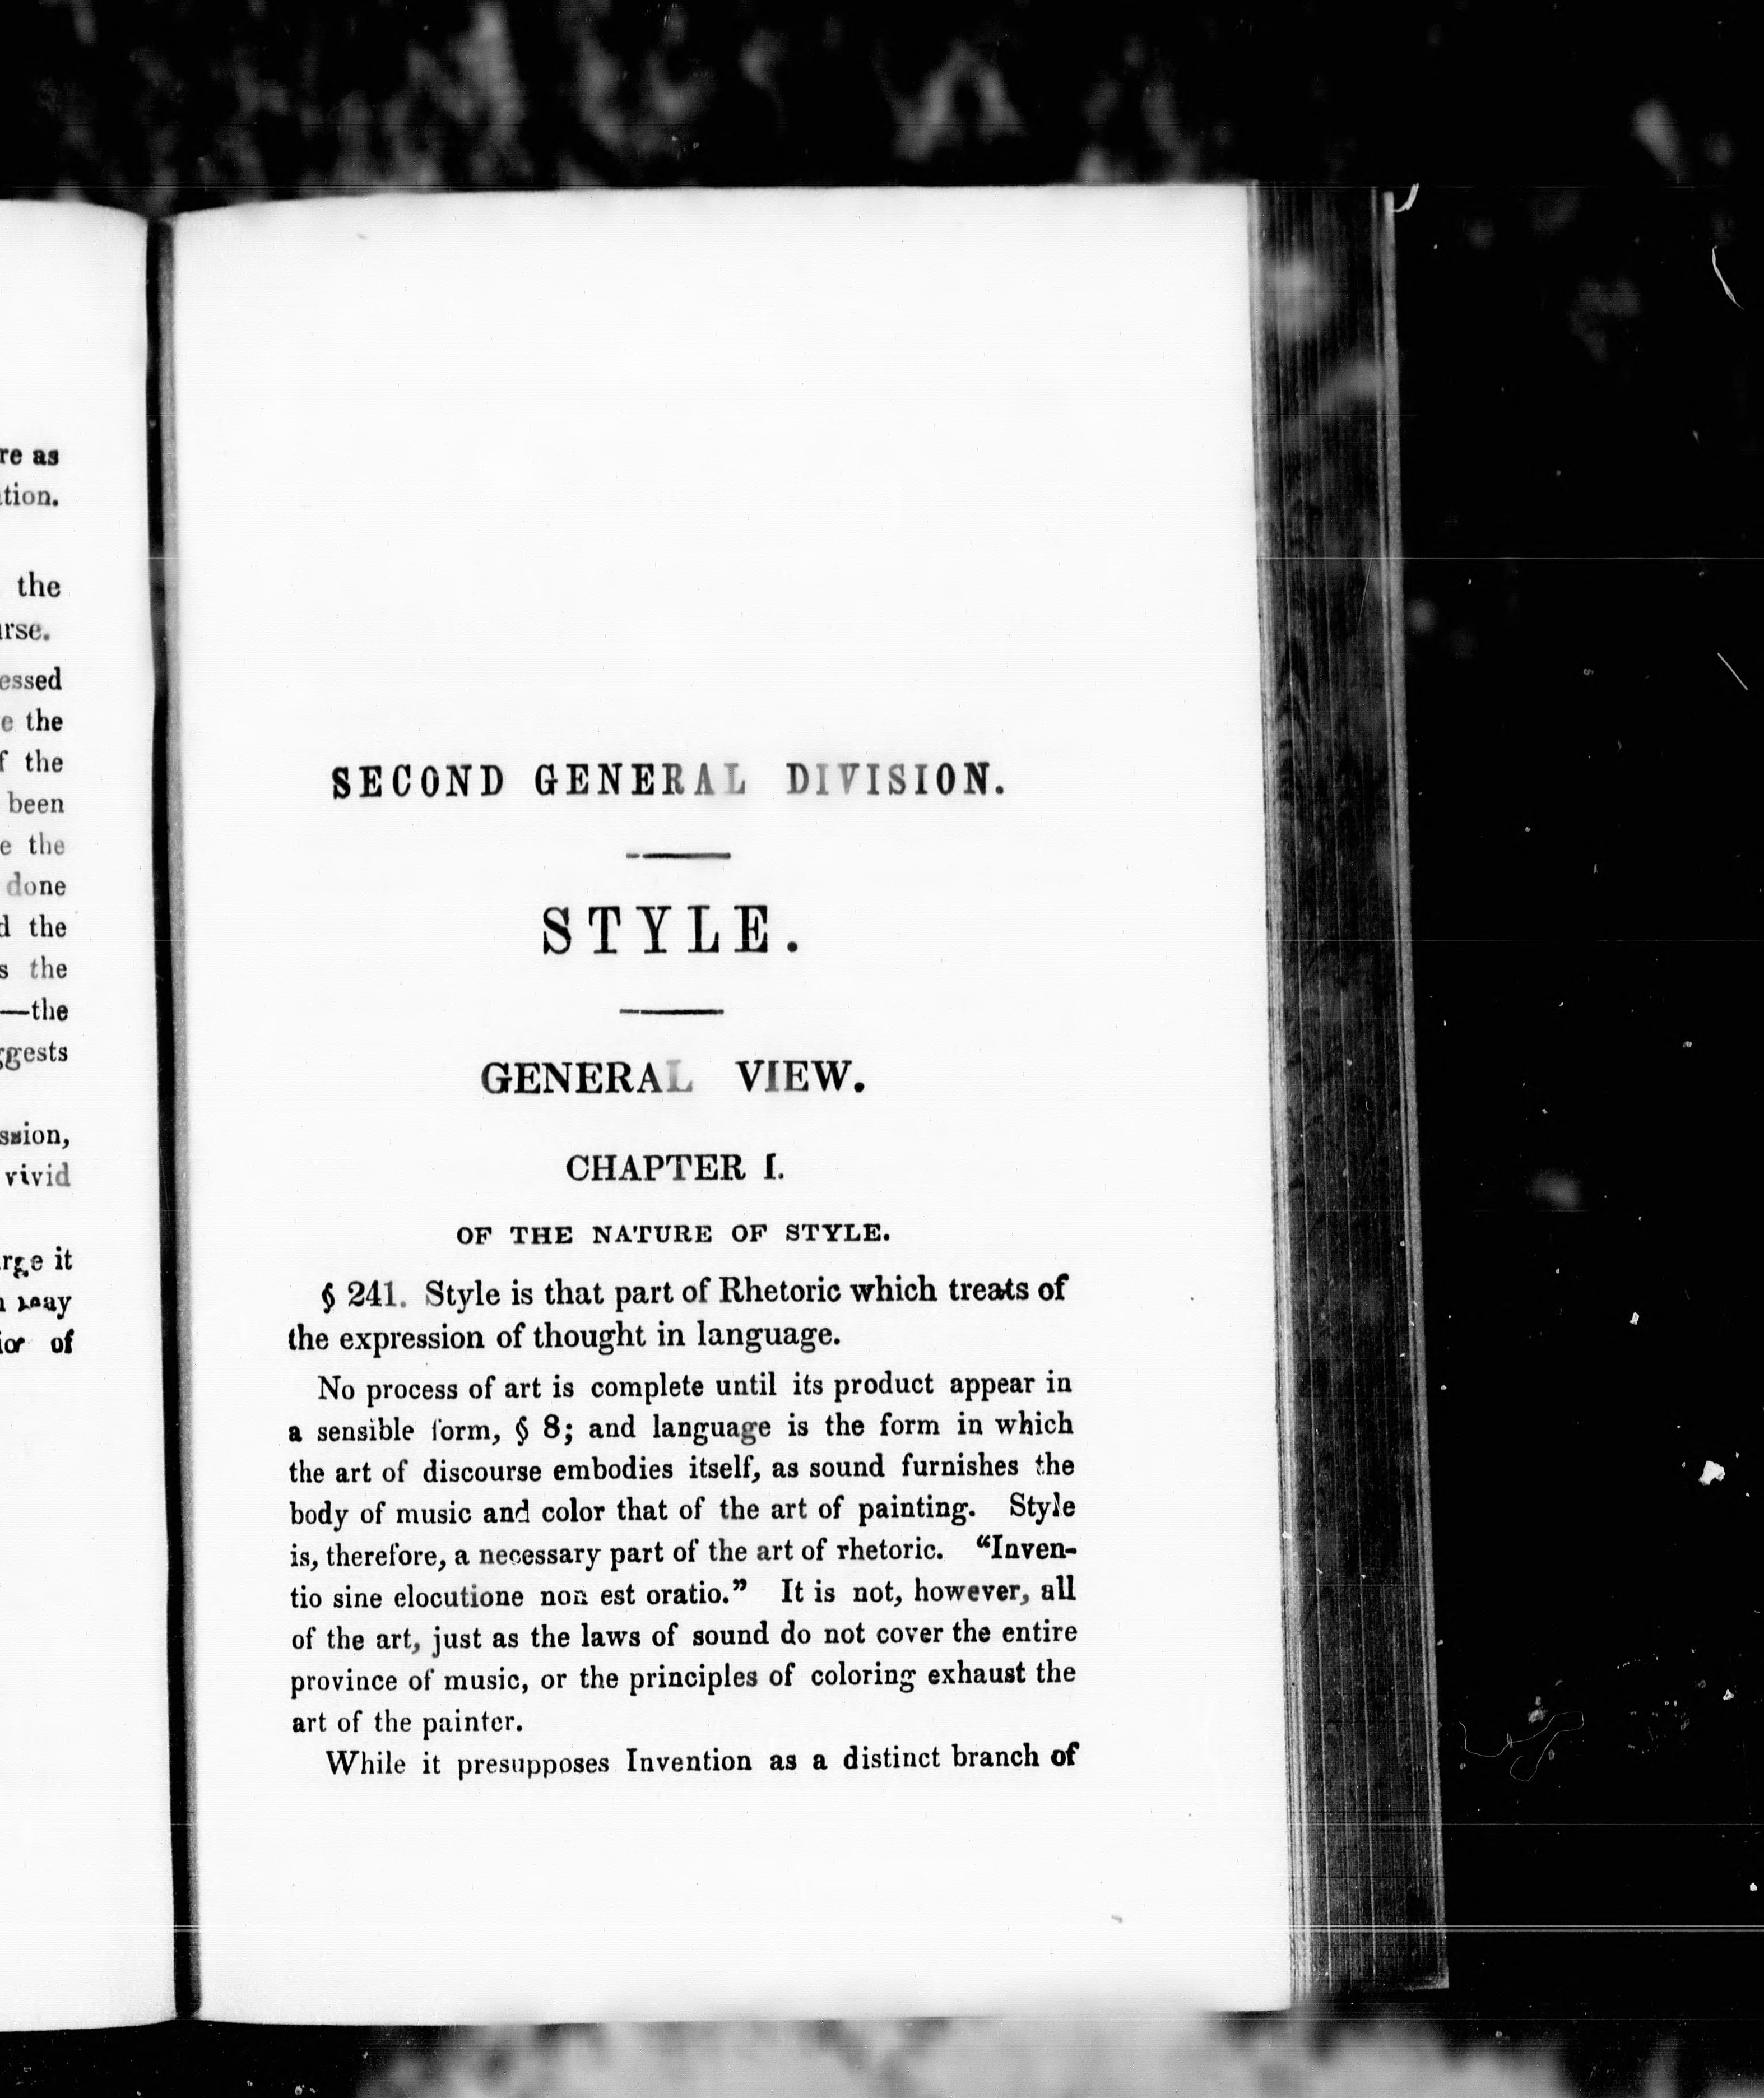 re as
tion.
the
rse.
essed
e the
f the
been
e the
done
d the
s the
—the
ggests
ssion,
vivid
rge it
may
of
SECOND GENERAL DIVISION.
STYLE.
GENERAL VIEW.
CHAPTER I.
OF THE NATURE OF STYLE.
§ 241. Style is that part of Rhetoric which treats of
the expression of thought in language.
No process of art is complete until its product appear in
a sensible form, § 8; and language is the form in which
the art of discourse embodies itself, as sound furnishes the
body of music and color that of the art of painting. Style
is, therefore, a necessary part of the art of rhetoric. “Inven-
tio sine elocutione non est oratio.” It is not, however, all
of the art, just as the laws of sound do not cover the entire
province of music, or the principles of coloring exhaust the
art of the painter.
While it presupposes Invention as a distinct branch of